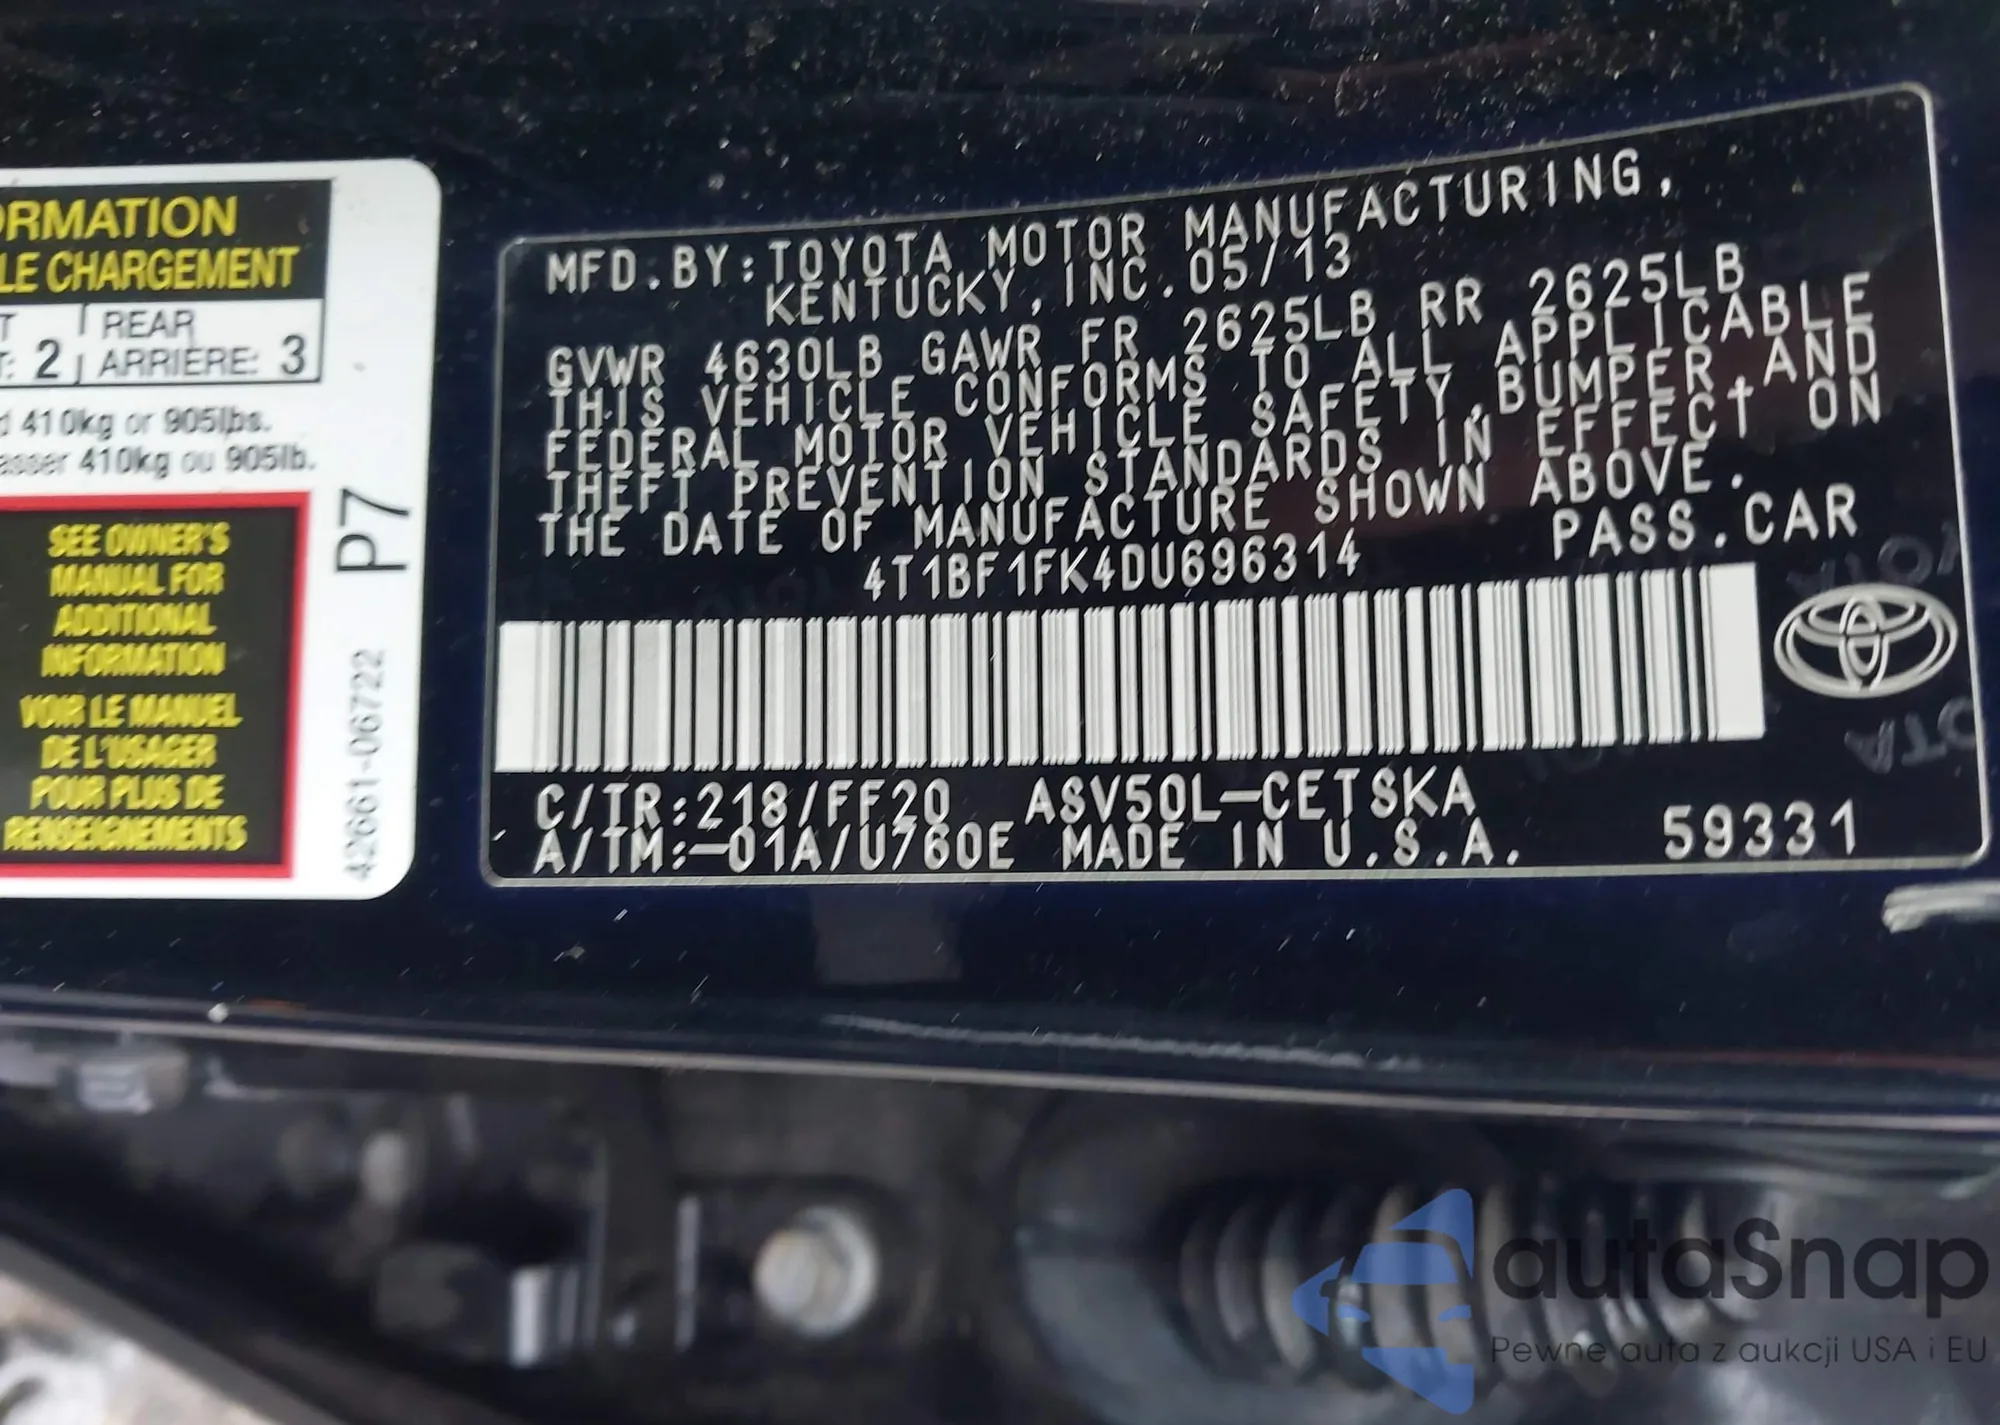 ORMATION
LE CHARGEMENT
T REAR
T: 2 ARRIÈRE: 3
d 410kg or 905lbs.
asser 410kg ou 905lb.
SEE OWNER'S
MANUAL FOR
ADDITIONAL
INFORMATION
VOIR LE MANUEL
DE L'USAGER
POUR PLUS DE
RENSEIGNEMENTS
P7
42661-06722
MFD.BY:TOYOTA MOTOR MANUFACTURING,
KENTUCKY,INC.05/13
GVWR 4630LB GAWR FR 2625LB RR 2625LB
THIS VEHICLE CONFORMS TO ALL APPLICABLE
FEDERAL MOTOR VEHICLE SAFETY,BUMPER,AND
THEFT PREVENTION STANDARDS IN EFFECT ON
THE DATE OF MANUFACTURE SHOWN ABOVE.
4T1BF1FK4DU696314 PASS.CAR
C/TR:218/FF20 ASV50L-CETSKA
A/TM:-01A/U760E MADE IN U.S.A. 59331
autaSnap
Pewne auta z aukcji USA i EU